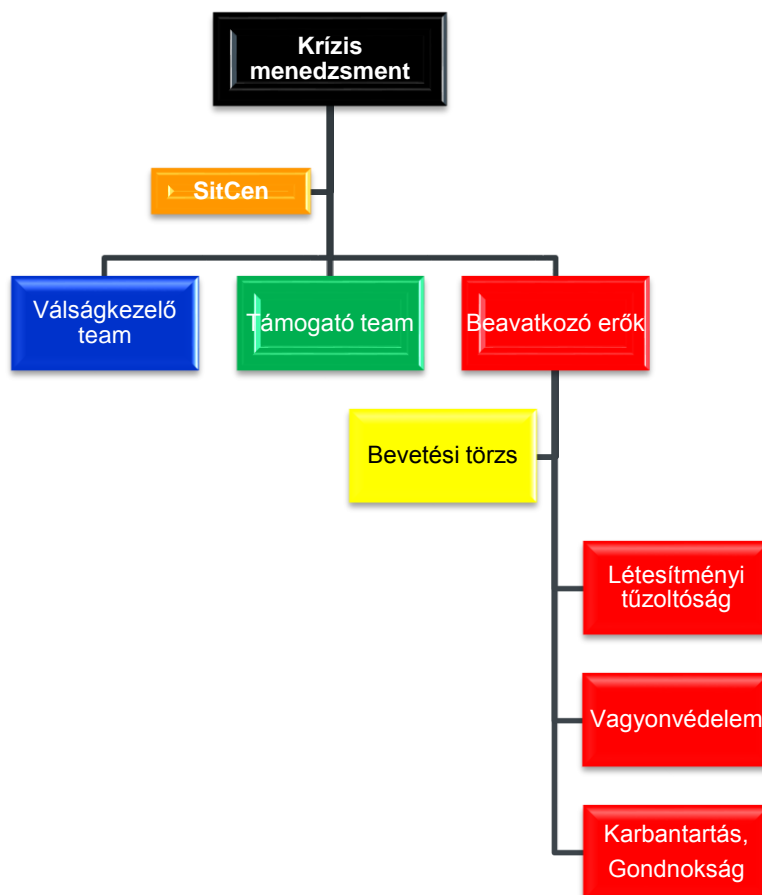 Krízis
menedzsment
SitCen
Válságkezelő
team
Támogató team
Beavatkozó erők
Bevetési törzs
Létesítményi
tűzoltóság
Vagyonvédelem
Karbantartás,
Gondnokság